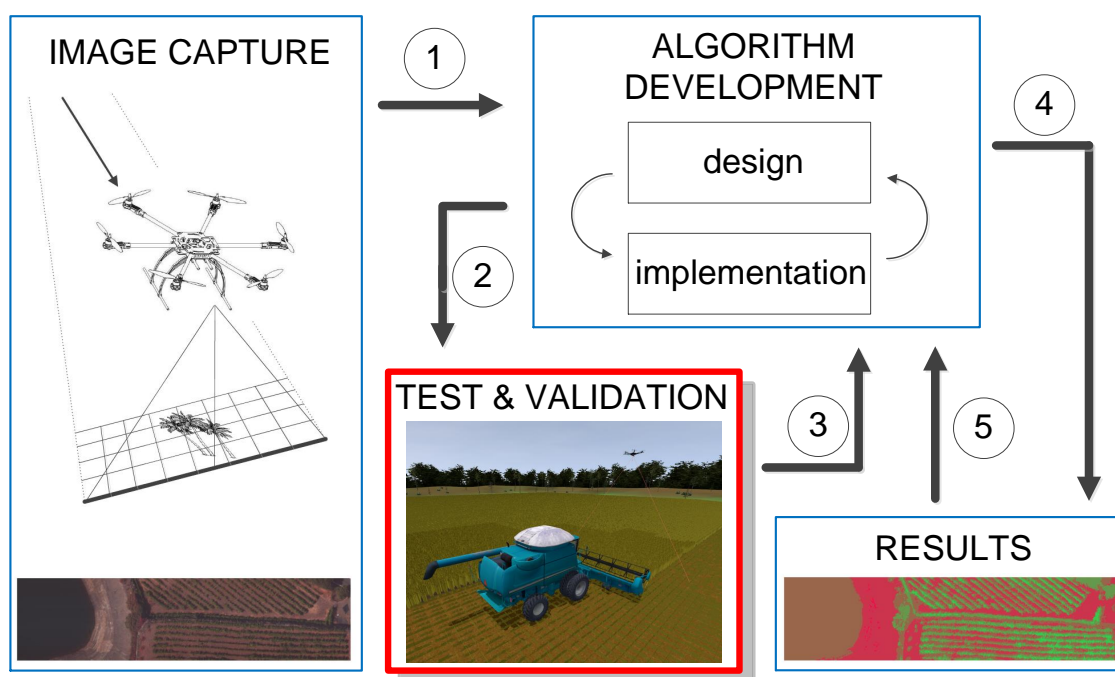 IMAGE CAPTURE
1
ALGORITHM
DEVELOPMENT
design
implementation
4
2
TEST & VALIDATION
3
5
RESULTS